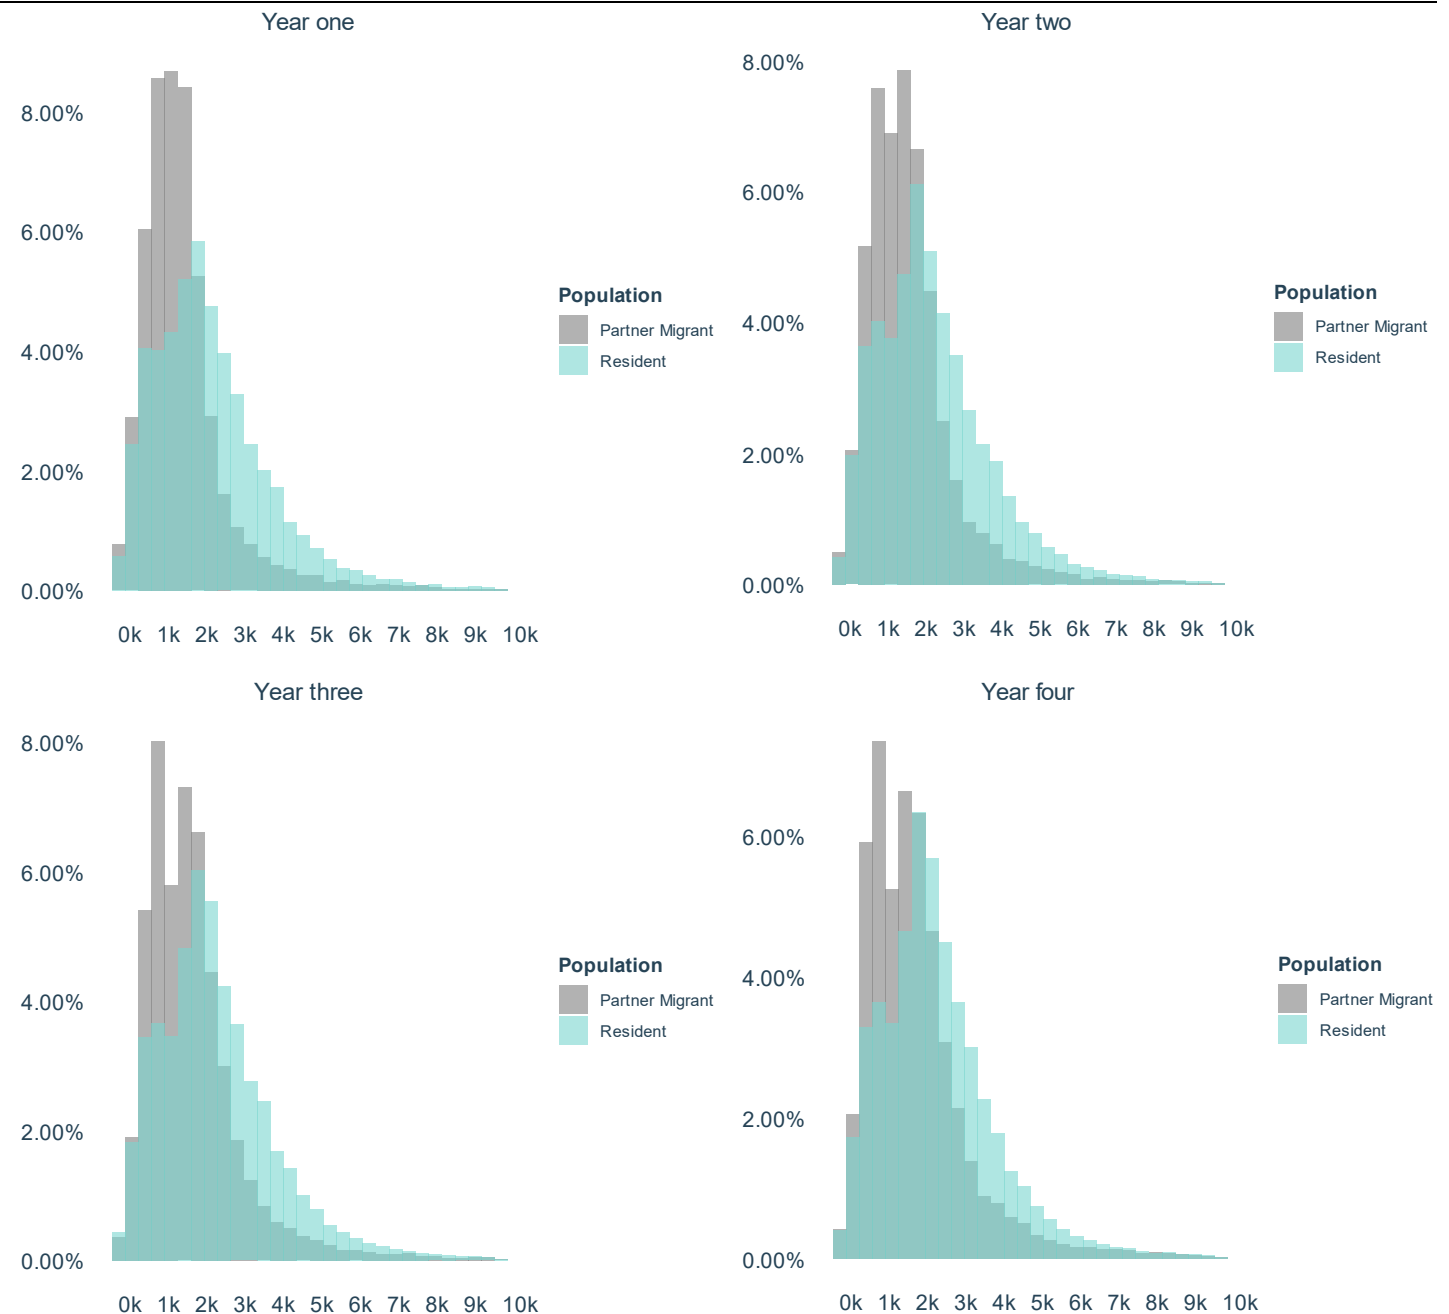 Year one
8.00%
6.00%
4.00%
2.00%
0.00%
0k 1k 2k 3k 4k 5k 6k 7k 8k 9k 10k
Population
Partner Migrant
Resident
Year two
8.00%
6.00%
4.00%
2.00%
0.00%
0k 1k 2k 3k 4k 5k 6k 7k 8k 9k 10k
Population
Partner Migrant
Resident
Year three
8.00%
6.00%
4.00%
2.00%
0.00%
0k 1k 2k 3k 4k 5k 6k 7k 8k 9k 10k
Population
Partner Migrant
Resident
Year four
6.00%
4.00%
2.00%
0.00%
0k 1k 2k 3k 4k 5k 6k 7k 8k 9k 10k
Population
Partner Migrant
Resident